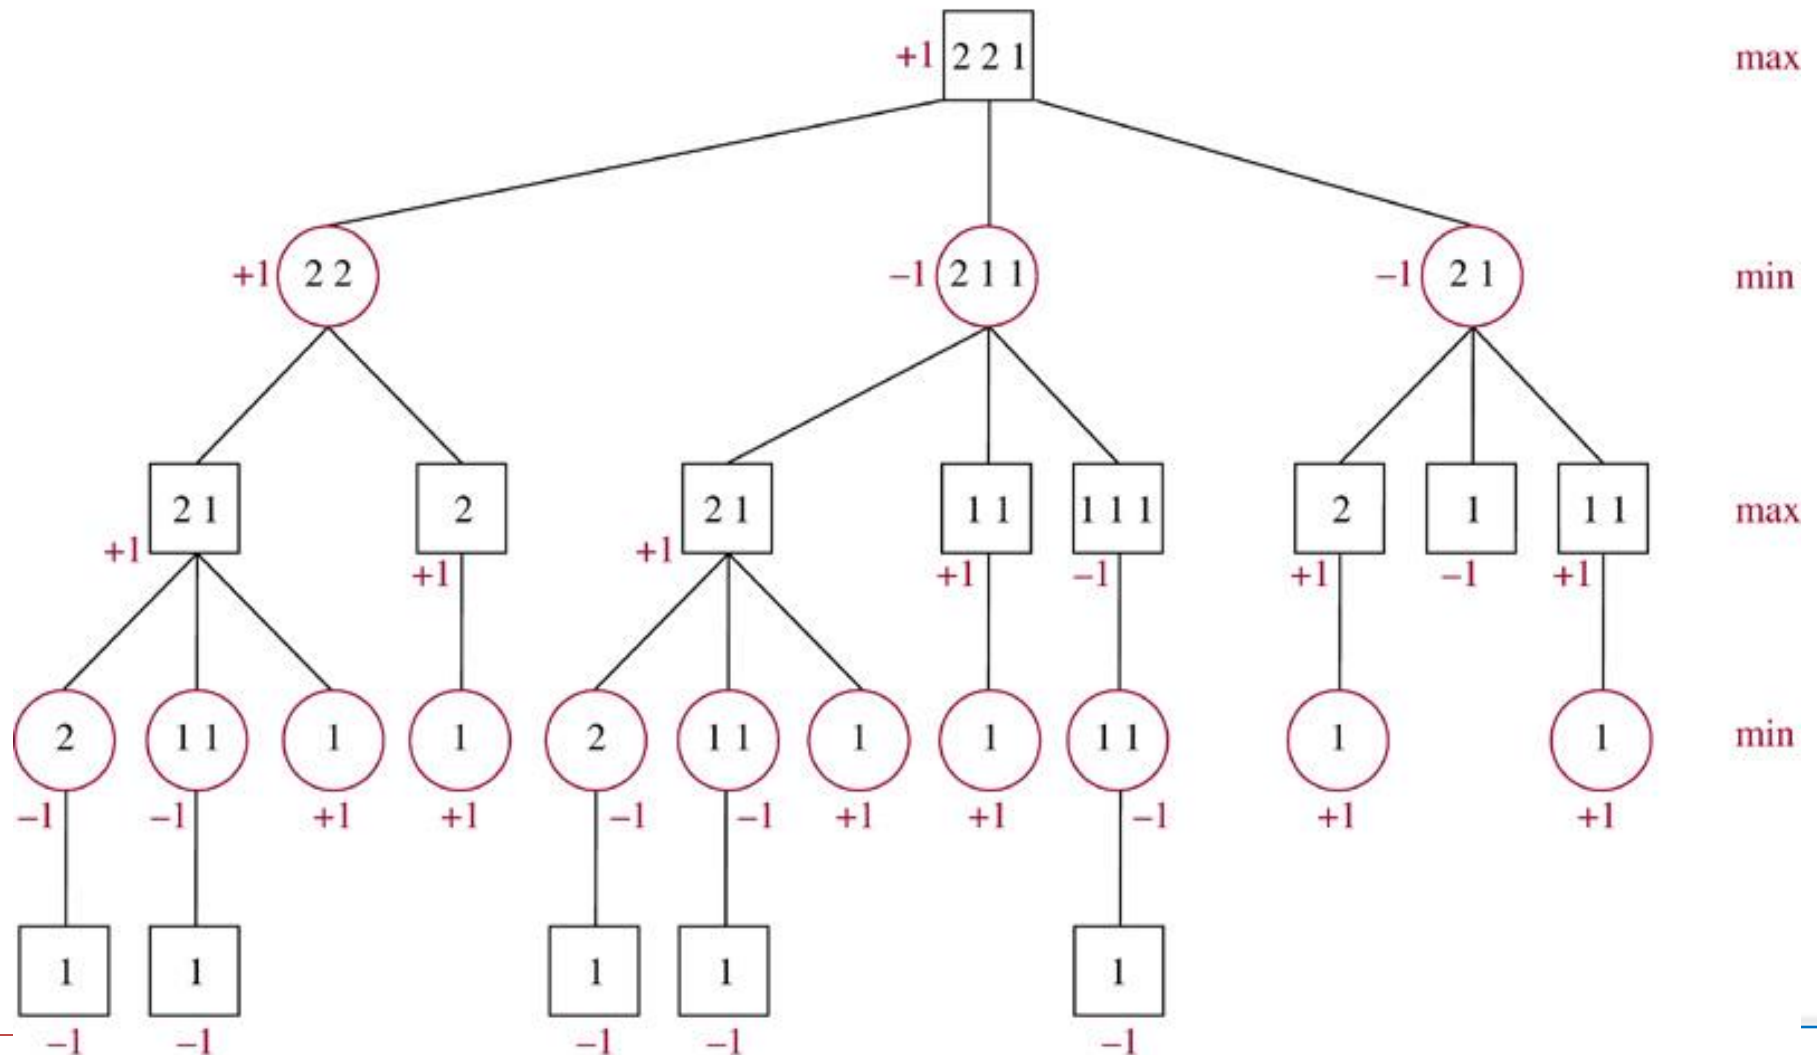 +1 2 2 1 max
+1 2 2 –1 2 1 1 –1 2 1 min
2 1 2 2 1 1 1 1 1 1 2 1 1 1 max
+1 +1 +1 +1 –1 +1 –1 +1
2 1 1 1 1 2 1 1 1 1 1 1 1 1 min
–1 –1 +1 +1 –1 –1 +1 +1 –1 +1 +1
1 1 1 1 1
–1 –1 –1 –1 –1